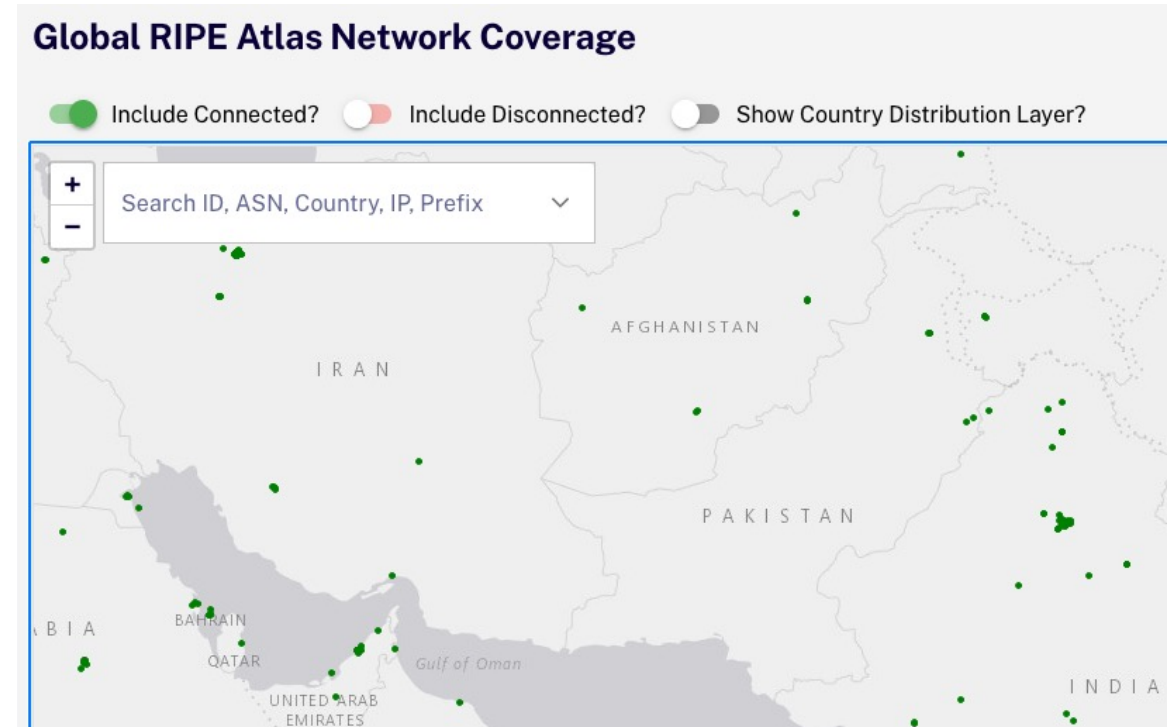 Global RIPE Atlas Network Coverage
Include Connected? Include Disconnected? Show Country Distribution Layer?
+
Search ID, ASN, Country, IP, Prefix
−
AFGHANISTAN
IRAN
PAKISTAN
BAHRAIN
ABIA
QATAR
Gulf of Oman
INDIA
UNITED ARAB
EMIRATES